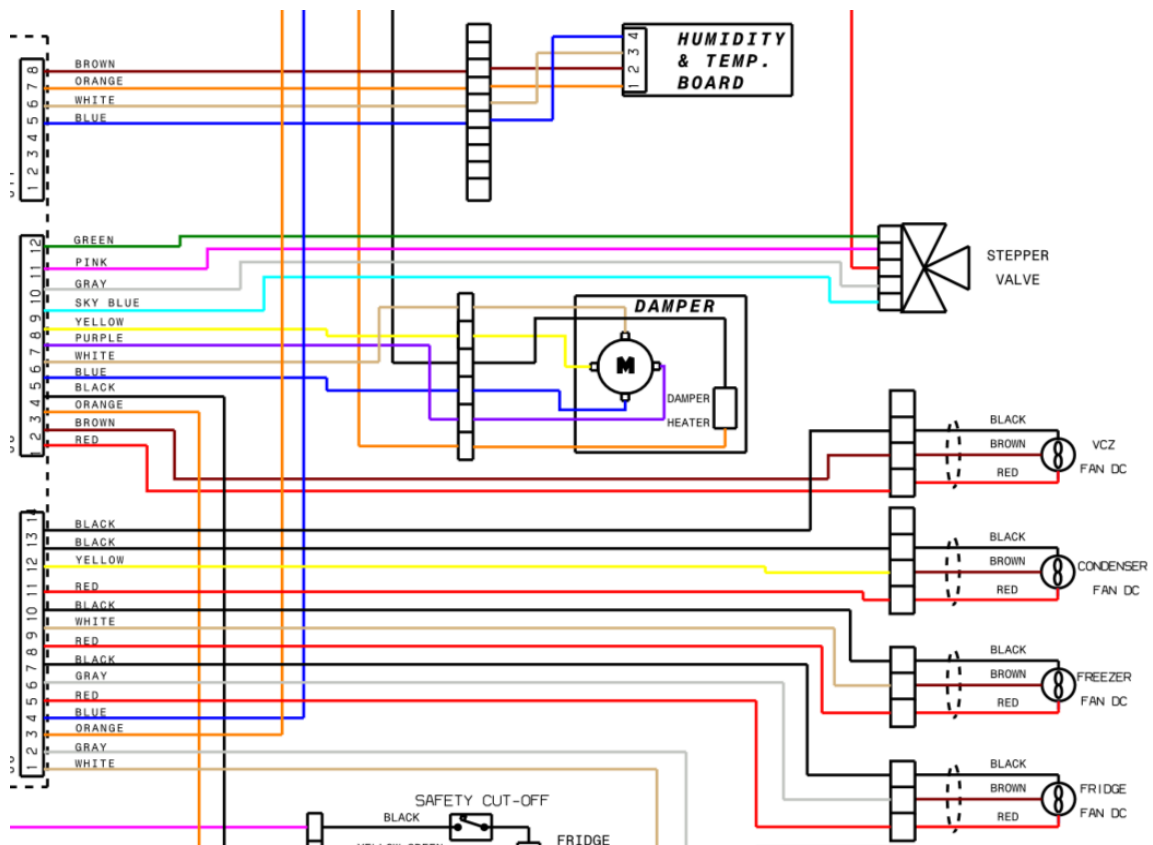 HUMIDITY
& TEMP.
BOARD
4
3
2
1
8
7
6
5
4
3
2
1
BROWN
ORANGE
WHITE
BLUE
12
11
10
9
8
7
6
5
4
3
2
1
GREEN
PINK
GRAY
SKY BLUE
YELLOW
PURPLE
WHITE
BLUE
BLACK
ORANGE
BROWN
RED
STEPPER
VALVE
DAMPER
M
DAMPER
HEATER
BLACK
BROWN
RED
VCZ
FAN DC
14
13
12
11
10
9
8
7
6
5
4
3
2
1
BLACK
BLACK
YELLOW
RED
BLACK
WHITE
RED
BLACK
GRAY
RED
BLUE
ORANGE
GRAY
WHITE
BLACK
BROWN
RED
CONDENSER
FAN DC
BLACK
BROWN
RED
FREEZER
FAN DC
BLACK
BROWN
RED
FRIDGE
FAN DC
SAFETY CUT-OFF
BLACK
FRIDGE